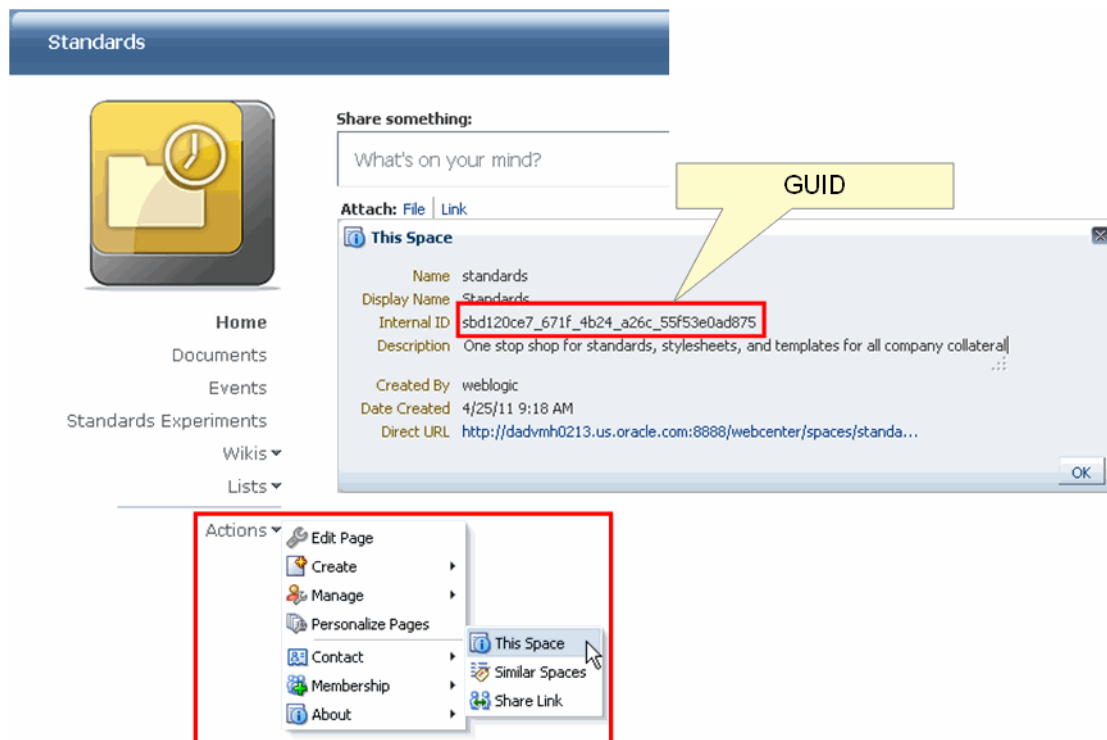 Standards
Share something:
What's on your mind?
GUID
Attach: File | Link
This Space
Name standards
Display Name Standards
Internal ID sbd120ce7_671f_4b24_a26c_55f53e0ad875
Description One stop shop for standards, stylesheets, and templates for all company collateral
Created By weblogic
Date Created 4/25/11 9:18 AM
Direct URL http://dadvmh0213.us.oracle.com:8888/webcenter/spaces/standa...
OK
Home
Documents
Events
Standards Experiments
Wikis
Lists
Actions
Edit Page
Create
Manage
Personalize Pages
Contact
Membership
About
This Space
Similar Spaces
Share Link